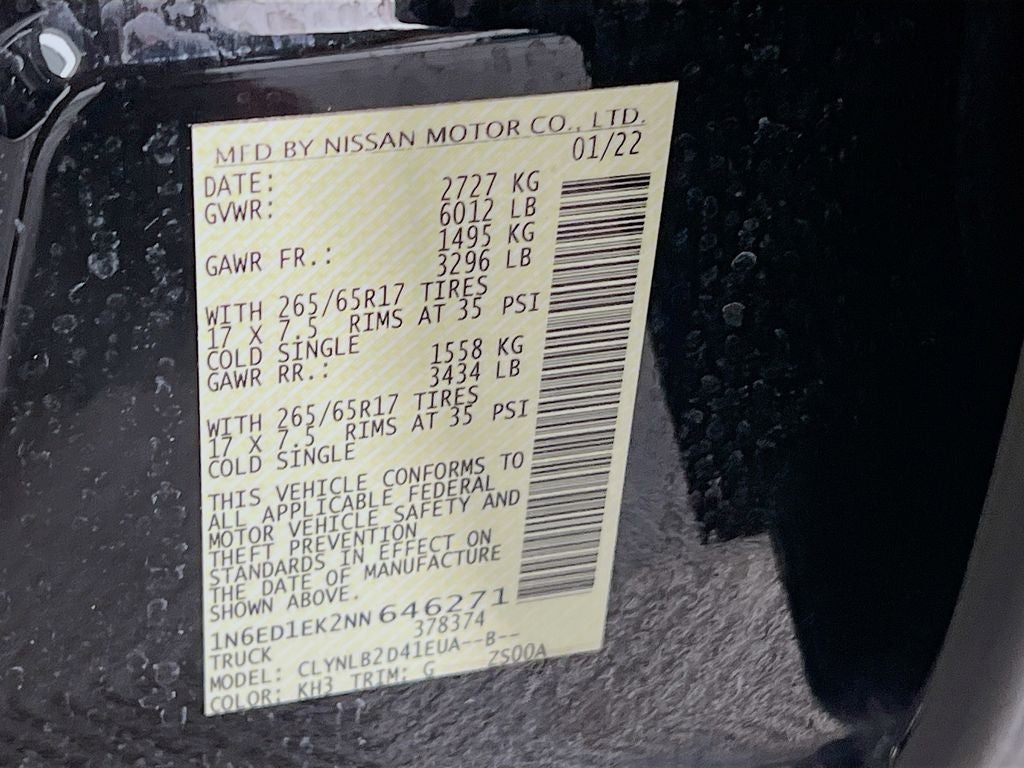 MFD BY NISSAN MOTOR CO., LTD.
DATE: 01/22
GVWR: 2727 KG
6012 LB
GAWR FR.: 1495 KG
3296 LB
WITH 265/65R17 TIRES
17 X 7.5 RIMS AT 35 PSI
COLD SINGLE
GAWR RR.: 1558 KG
3434 LB
WITH 265/65R17 TIRES
17 X 7.5 RIMS AT 35 PSI
COLD SINGLE
THIS VEHICLE CONFORMS TO
ALL APPLICABLE FEDERAL
MOTOR VEHICLE SAFETY AND
THEFT PREVENTION
STANDARDS IN EFFECT ON
THE DATE OF MANUFACTURE
SHOWN ABOVE.
1N6ED1EK2NN646271
TRUCK 378374
MODEL: CLYNLB2D41EUA--B--
COLOR: KH3 TRIM: G ZS00A